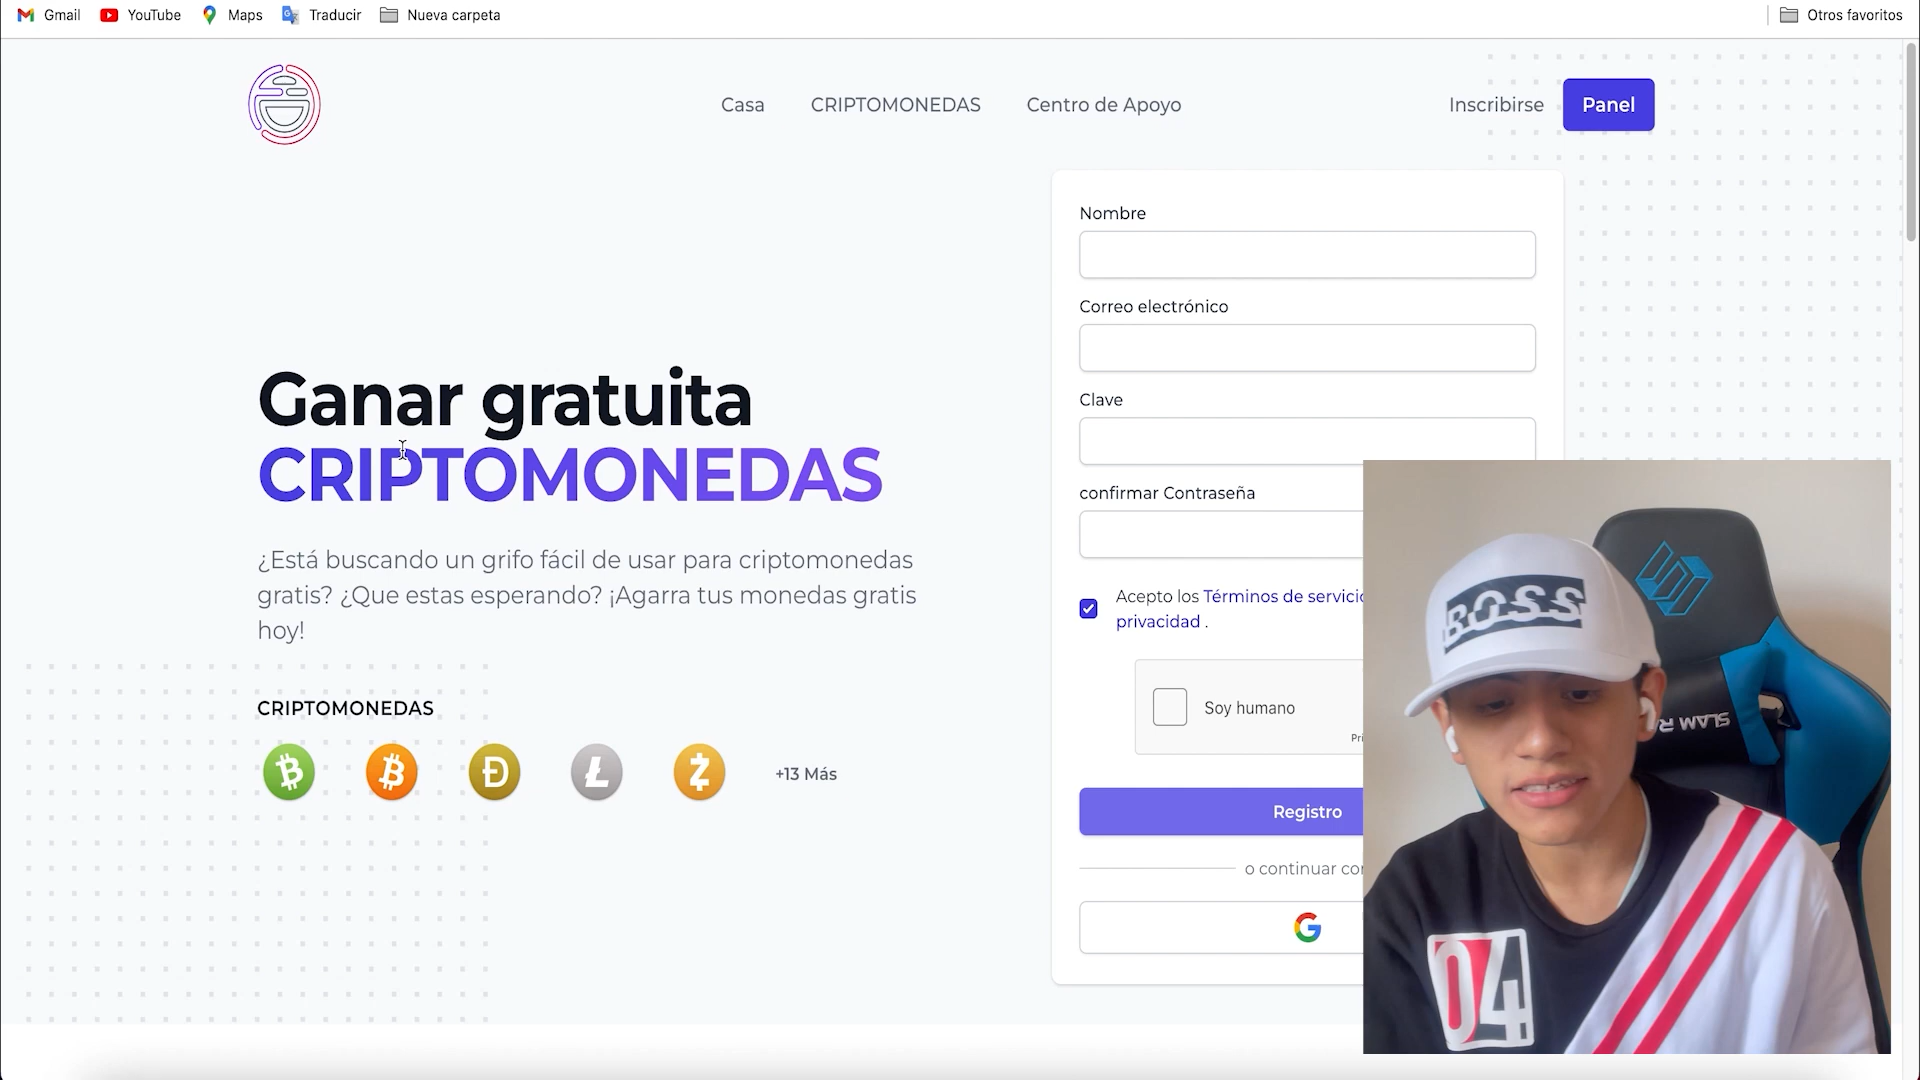 Gmail YouTube Maps Traducir Nueva carpeta Otros favoritos
Casa CRIPTOMONEDAS Centro de Apoyo Inscribirse Panel
Ganar gratuita
CRIPTOMONEDAS
¿Está buscando un grifo fácil de usar para criptomonedas
gratis? ¿Que estas esperando? ¡Agarra tus monedas gratis
hoy!
CRIPTOMONEDAS
+13 Más
Nombre
Correo electrónico
Clave
confirmar Contraseña
Acepto los Términos de servicio
privacidad .
Soy humano
Registro
o continuar
BOSS
SLAM
04